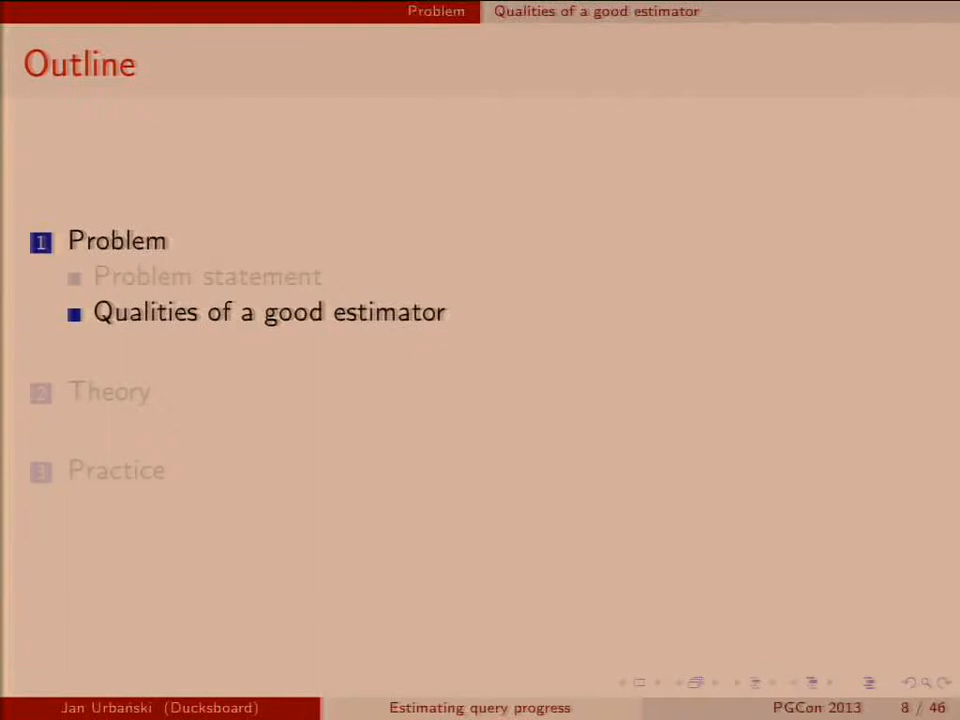 Problem Qualities of a good estimator
Outline
1 Problem
Problem statement
Qualities of a good estimator
2 Theory
3 Practice
Jan Urbański (Ducksboard) Estimating query progress PGCon 2013 8 / 46